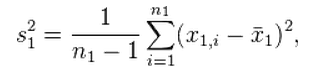 $s_1^2 = \frac{1}{n_1 - 1} \sum_{i=1}^{n_1} (x_{1,i} - \bar{x}_1)^2,$